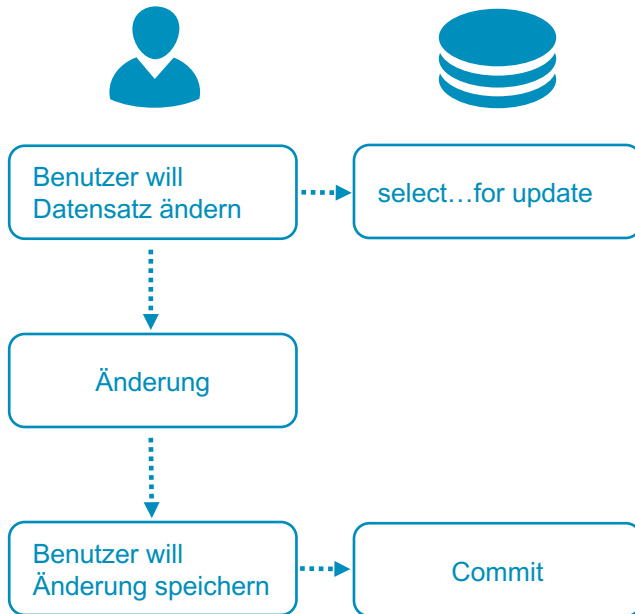 Benutzer will
Datensatz ändern
select…for update
Änderung
Benutzer will
Änderung speichern
Commit